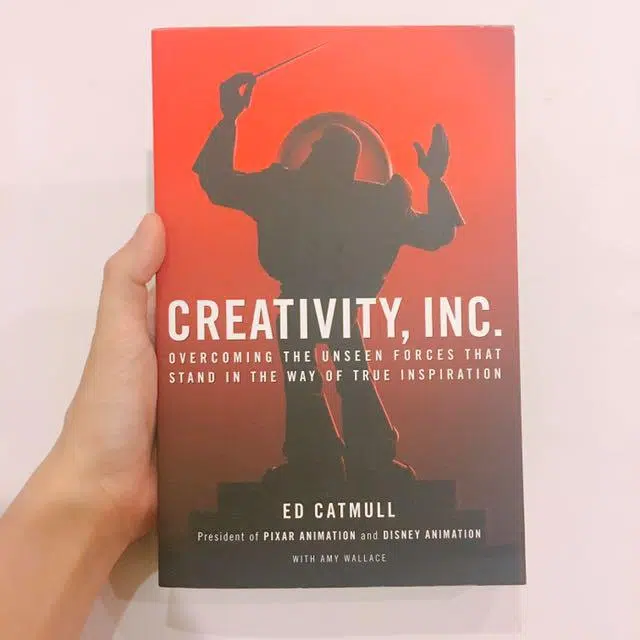 CREATIVITY, INC.
OVERCOMING THE UNSEEN FORCES THAT
STAND IN THE WAY OF TRUE INSPIRATION
ED CATMULL
President of PIXAR ANIMATION and DISNEY ANIMATION
WITH AMY WALLACE